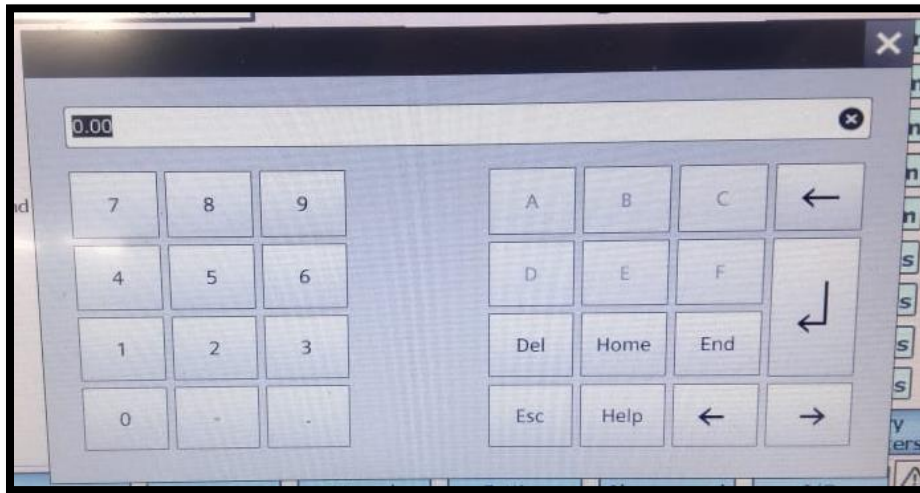 0.00
7 8 9 A B C ←
4 5 6 D E F
1 2 3 Del Home End
0 - . Esc Help ← →